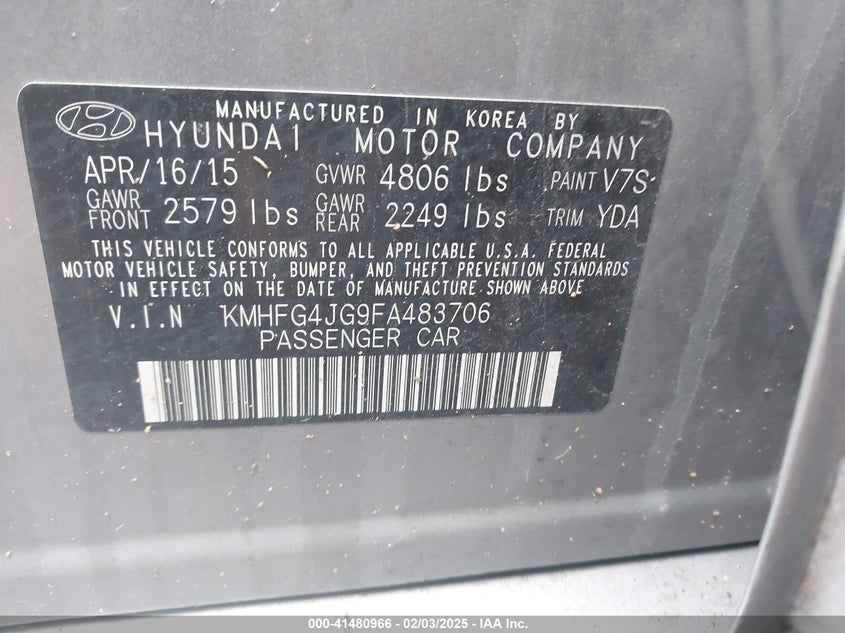 MANUFACTURED IN KOREA BY
HYUNDAI MOTOR COMPANY
APR/16/15 GVWR 4806 lbs PAINT V7S
GAWR FRONT 2579 lbs GAWR REAR 2249 lbs TRIM YDA
THIS VEHICLE CONFORMS TO ALL APPLICABLE U.S.A. FEDERAL
MOTOR VEHICLE SAFETY, BUMPER, AND THEFT PREVENTION STANDARDS
IN EFFECT ON THE DATE OF MANUFACTURE SHOWN ABOVE
V.I.N KMHFG4JG9FA483706
PASSENGER CAR
000-41480966 - 02/03/2025 - IAA Inc.